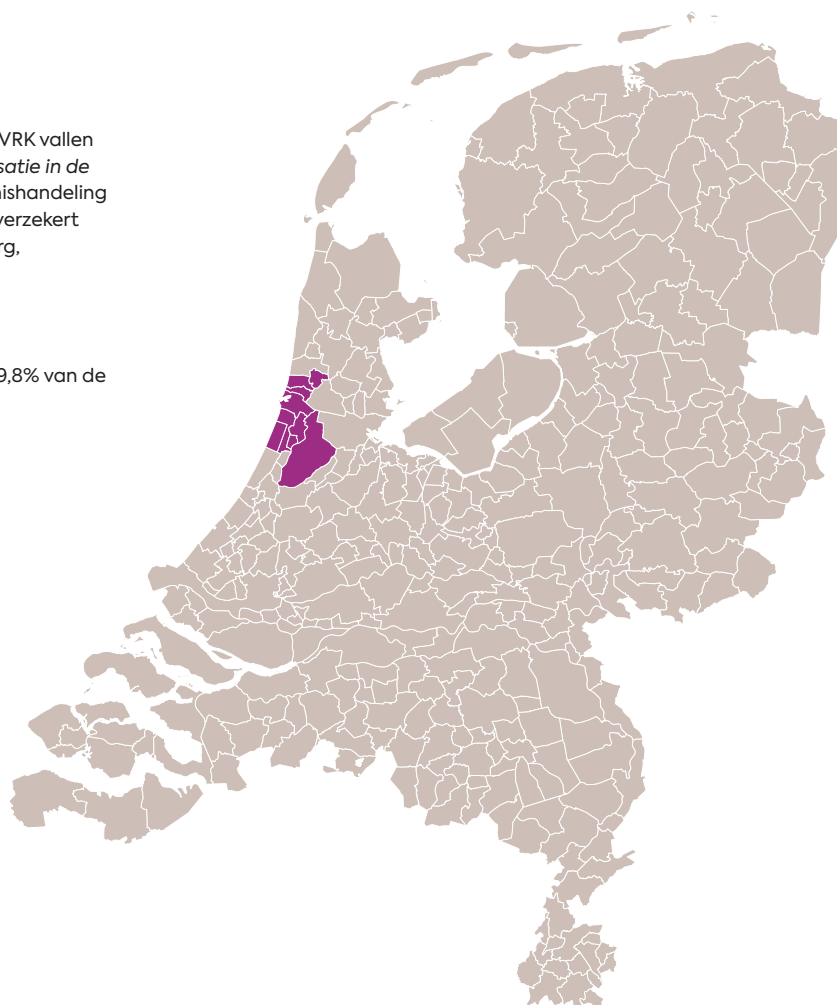 VRK vallen
satie in de
nishandeling
verzekert
rg,
9,8% van de